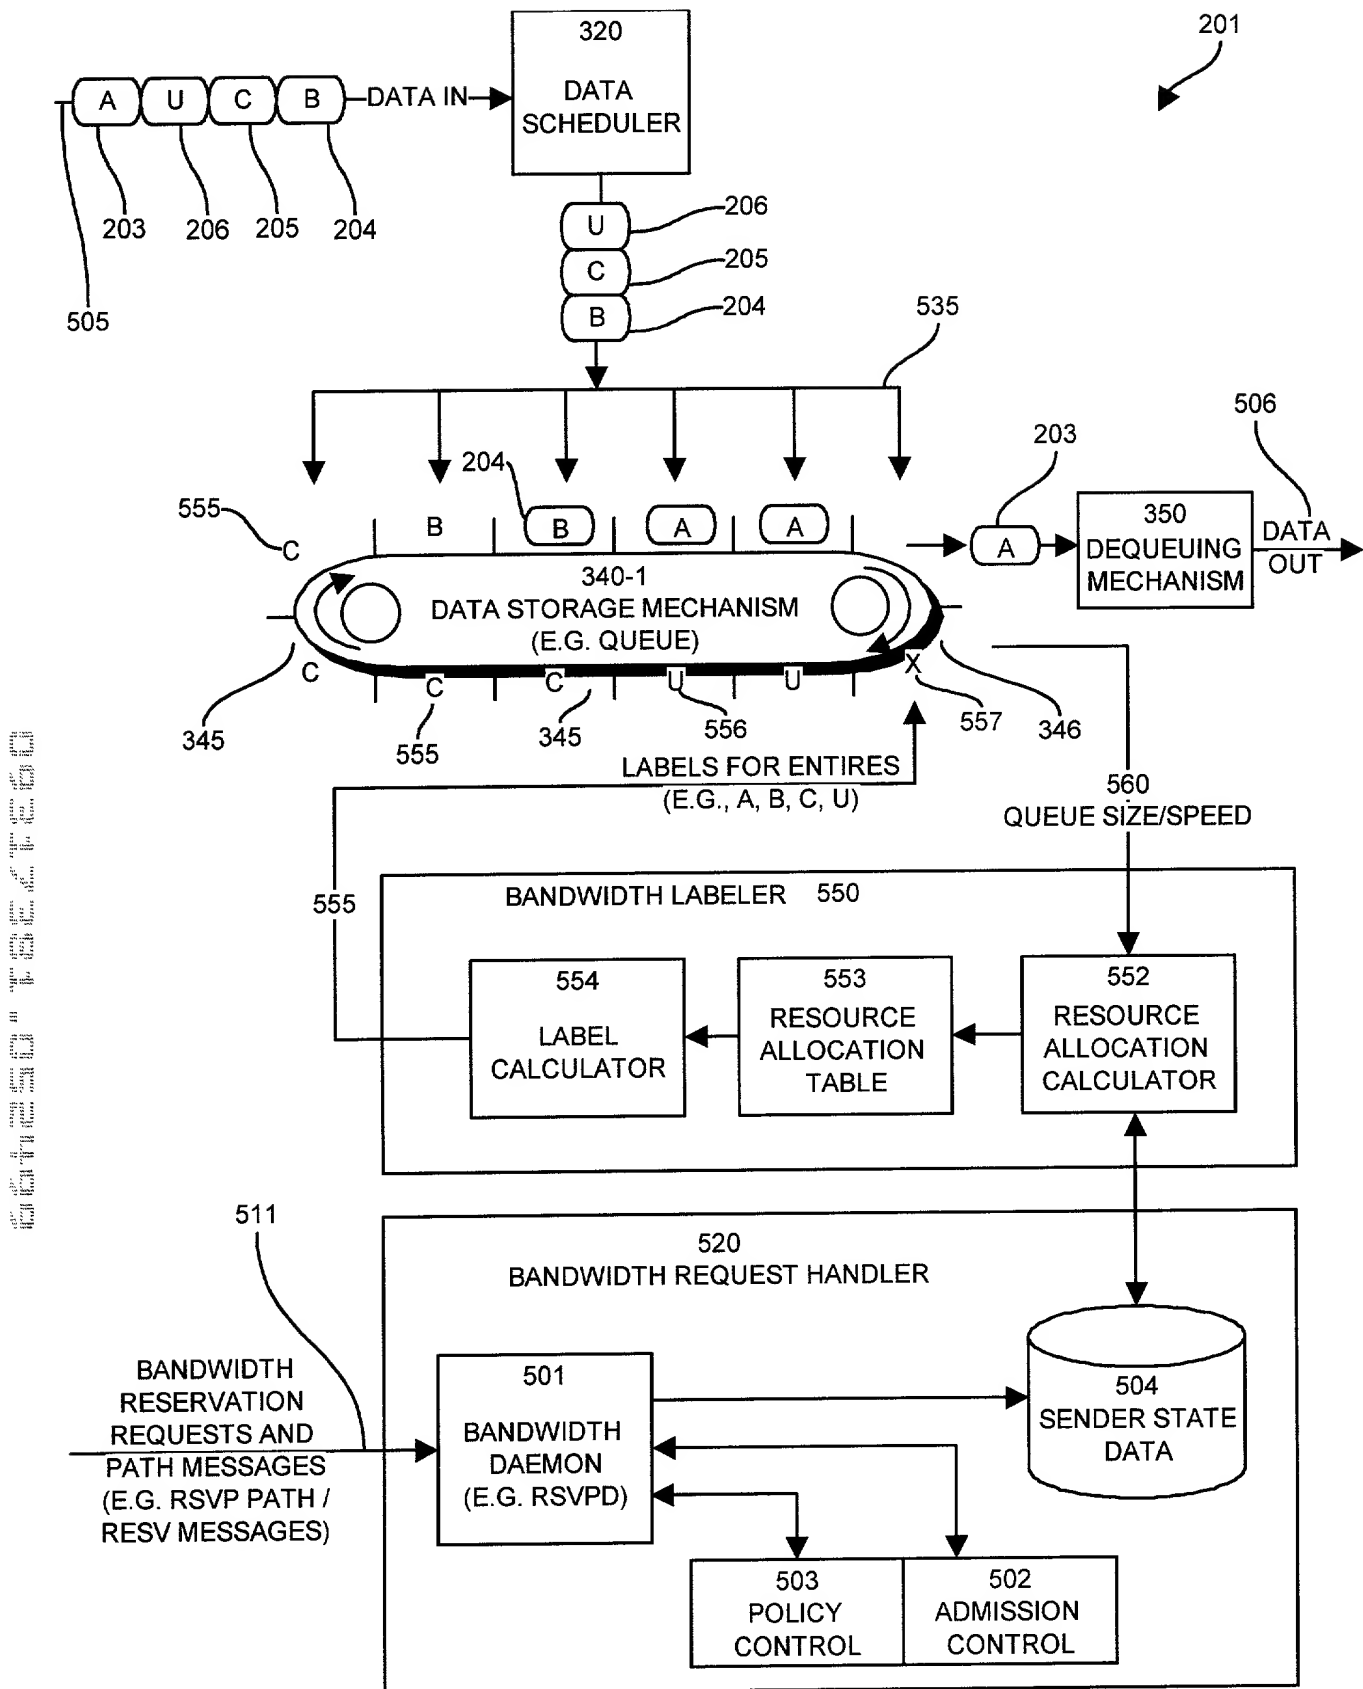 201
320
DATA
SCHEDULER
A U C B DATA IN
203 206 205 204
505
U 206
C 205
B 204
535
506
203
204
555
C B B A A
A
350
DEQUEUING
MECHANISM
DATA
OUT
340-1
DATA STORAGE MECHANISM
(E.G. QUEUE)
C C C U U X
345 555 345 556 557 346
LABELS FOR ENTIRES
(E.G., A, B, C, U)
560
QUEUE SIZE/SPEED
555
BANDWIDTH LABELER 550
554
LABEL
CALCULATOR
553
RESOURCE
ALLOCATION
TABLE
552
RESOURCE
ALLOCATION
CALCULATOR
511
520
BANDWIDTH REQUEST HANDLER
BANDWIDTH
RESERVATION
REQUESTS AND
PATH MESSAGES
(E.G. RSVP PATH /
RESV MESSAGES)
501
BANDWIDTH
DAEMON
(E.G. RSVPD)
504
SENDER STATE
DATA
503
POLICY
CONTROL
502
ADMISSION
CONTROL